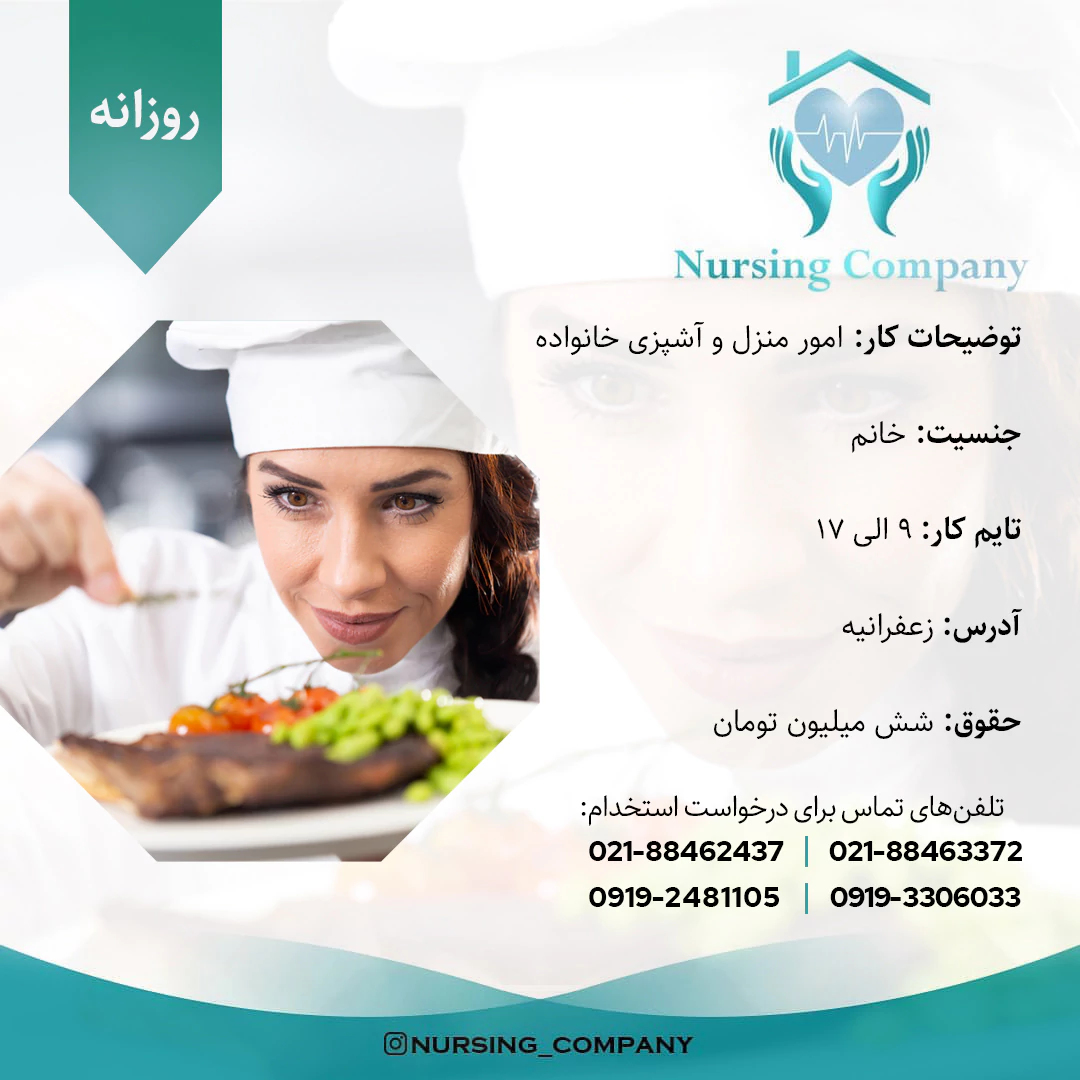 روزانه
Nursing Company
توضیحات کار: امور منزل و آشپزی خانواده
جنسیت: خانم
تایم کار: ۹ الی ۱۷
آدرس: زعفرانیه
حقوق: شش میلیون تومان
تلفن‌های تماس برای درخواست استخدام:
021-88462437 | 021-88463372
0919-2481105 | 0919-3306033
NURSING_COMPANY